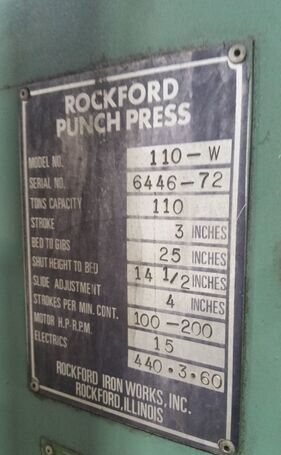 ROCKFORD
PUNCH PRESS
MODEL NO. 110-W
SERIAL NO. 6446-72
TONS CAPACITY 110
STROKE 3 INCHES
BED TO GIBS 25 INCHES
SHUT HEIGHT TO BED 14 1/2 INCHES
SLIDE ADJUSTMENT 4 INCHES
STROKES PER MIN. CONT. 100-200
MOTOR H.P.-R.P.M. 15
ELECTRICS 440·3·60
ROCKFORD IRON WORKS, INC.
ROCKFORD, ILLINOIS